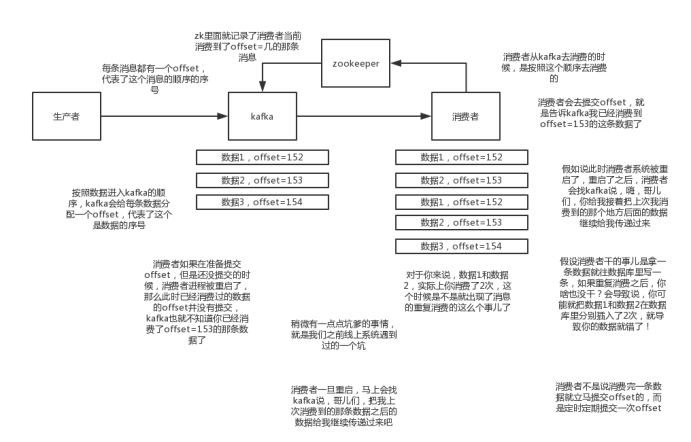 zk里面就记录了消费者当前
消费到了offset=几的那条
消息
zookeeper
消费者从kafka去消费的时
候，是按照这个顺序去消费
的
每条消息都有一个offset，
代表了这个消息的顺序的序
号
生产者
kafka
消费者
消费者会去提交offset，就
是告诉kafka我已经消费到
offset=153的这条数据了
数据1，offset=152
数据2，offset=153
数据3，offset=154
数据1，offset=152
数据2，offset=153
数据1，offset=152
数据2，offset=153
数据3，offset=154
按照数据进入kafka的顺
序，kafka会给每条数据分
配一个offset，代表了这个
是数据的序号
假如说此时消费者系统被重
启了，重启了之后，消费者
会找kafka说，嗨，哥儿
们，你给我接着把上次我消
费到的那个地方后面的数据
继续给我传递过来
消费者如果在准备提交
offset，但是还没提交的时
候，消费者进程被重启了，
那么此时已经消费过的数据
的offset并没有提交，
kafka也就不知道你已经消
费了offset=153的那条数
据了
对于你来说，数据1和数据
2，实际上你消费了2次，这
个时候是不是就出现了消息
的重复消费的这么个事儿了
假设消费者干的事儿是拿一
条数据就往数据库里写一
条，如果重复消费之后，你
啥也没干？会导致说，你可
能就把数据1和数据2在数据
库里分别插入了2次，就导
致你的数据就错了！
稍微有一点点坑爹的事情，
就是我们之前线上系统遇到
过的一个坑
消费者一旦重启，马上会找
kafka说，哥儿们，把我上
次消费到的那条数据之后的
数据给我继续传递过来吧
消费者不是说消费完一条数
据就立马提交offset的，而
是定时定期提交一次offset